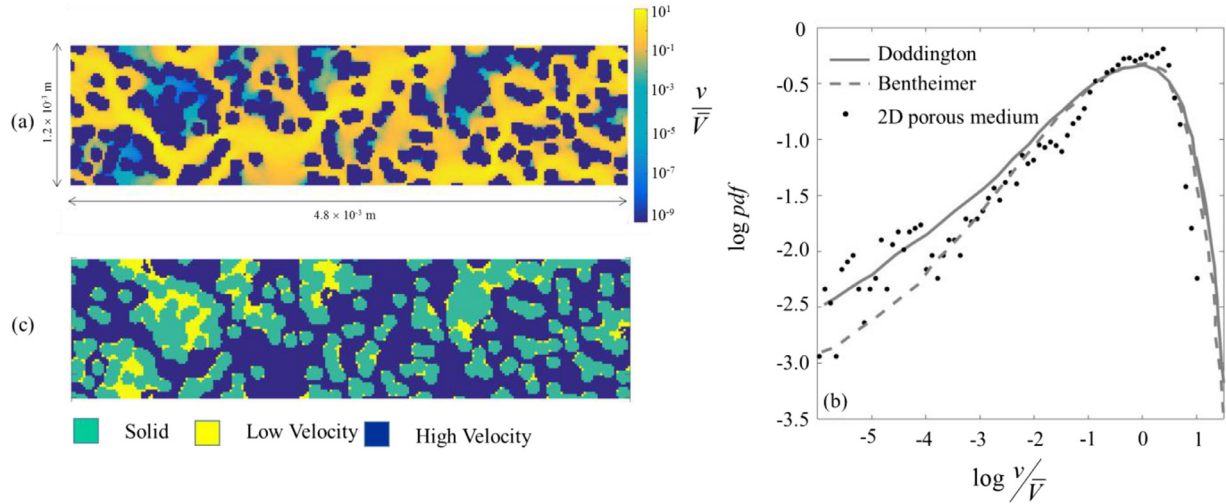 (a)
1.2 × 10⁻³ m
4.8 × 10⁻³ m
10¹
10⁻¹
10⁻³
10⁻⁵
10⁻⁷
10⁻⁹
v
V̿
(c)
Solid
Low Velocity
High Velocity
0
-0.5
-1.0
-1.5
-2.0
-2.5
-3.0
-3.5
log pdf
Doddington
Bentheimer
2D porous medium
(b)
-5 -4 -3 -2 -1 0 1
log v/V̅